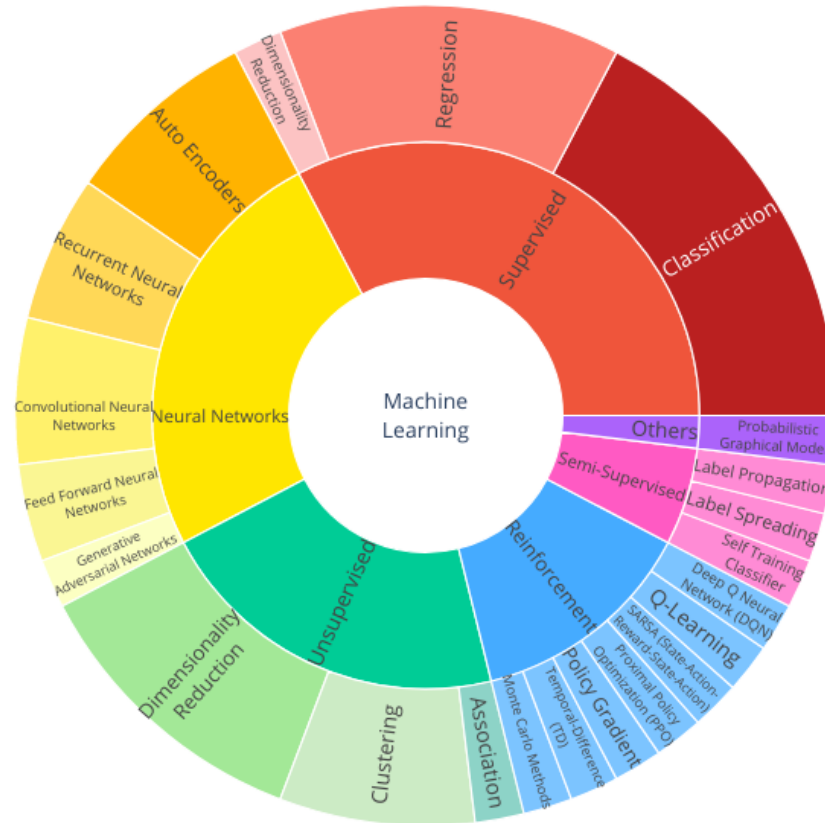 Machine
Learning
Supervised
Classification
Regression
Dimensionality
Reduction
Neural Networks
Auto Encoders
Recurrent Neural
Networks
Convolutional Neural
Networks
Feed Forward Neural
Networks
Generative
Adversarial Networks
Unsupervised
Dimensionality
Reduction
Clustering
Association
Reinforcement
Monte Carlo Methods
Temporal-Difference
(TD)
Policy Gradient
Proximal Policy
Optimization (PPO)
SARSA (State-Action-
Reward-State-Action)
Q-Learning
Deep Q Neural
Network (DQN)
Semi-Supervised
Self Training
Classifier
Label Spreading
Label Propagation
Others
Probabilistic
Graphical Mode